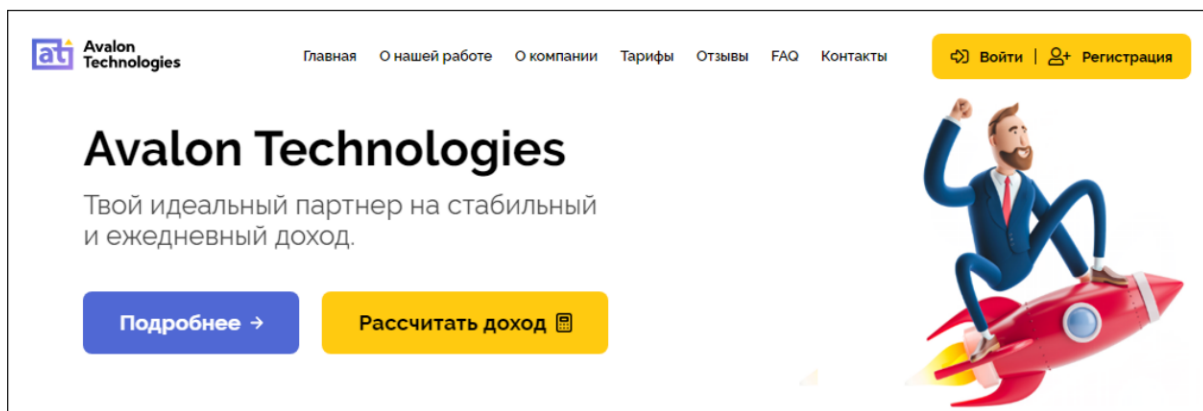 at
Avalon
Technologies
Главная О нашей работе О компании Тарифы Отзывы FAQ Контакты
Войти | Регистрация
Avalon Technologies
Твой идеальный партнер на стабильный
и ежедневный доход.
Подробнее →
Рассчитать доход